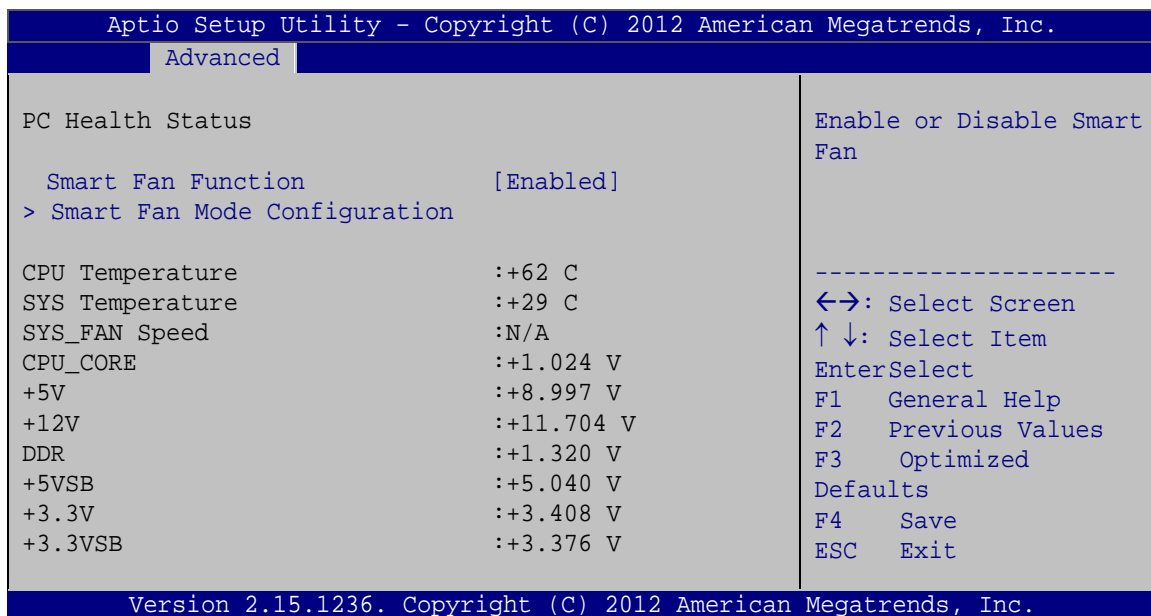 Aptio Setup Utility – Copyright (C) 2012 American Megatrends, Inc.
Advanced
PC Health Status
Smart Fan Function [Enabled]
> Smart Fan Mode Configuration
CPU Temperature :+62 C
SYS Temperature :+29 C
SYS_FAN Speed :N/A
CPU_CORE :+1.024 V
+5V :+8.997 V
+12V :+11.704 V
DDR :+1.320 V
+5VSB :+5.040 V
+3.3V :+3.408 V
+3.3VSB :+3.376 V
Enable or Disable Smart
Fan
---------------------
←→: Select Screen
↑ ↓: Select Item
EnterSelect
F1 General Help
F2 Previous Values
F3 Optimized
Defaults
F4 Save
ESC Exit
Version 2.15.1236. Copyright (C) 2012 American Megatrends, Inc.